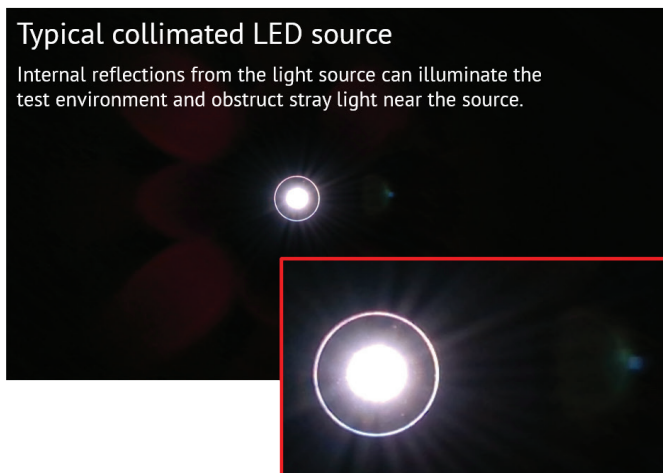 Typical collimated LED source
Internal reflections from the light source can illuminate the
test environment and obstruct stray light near the source.